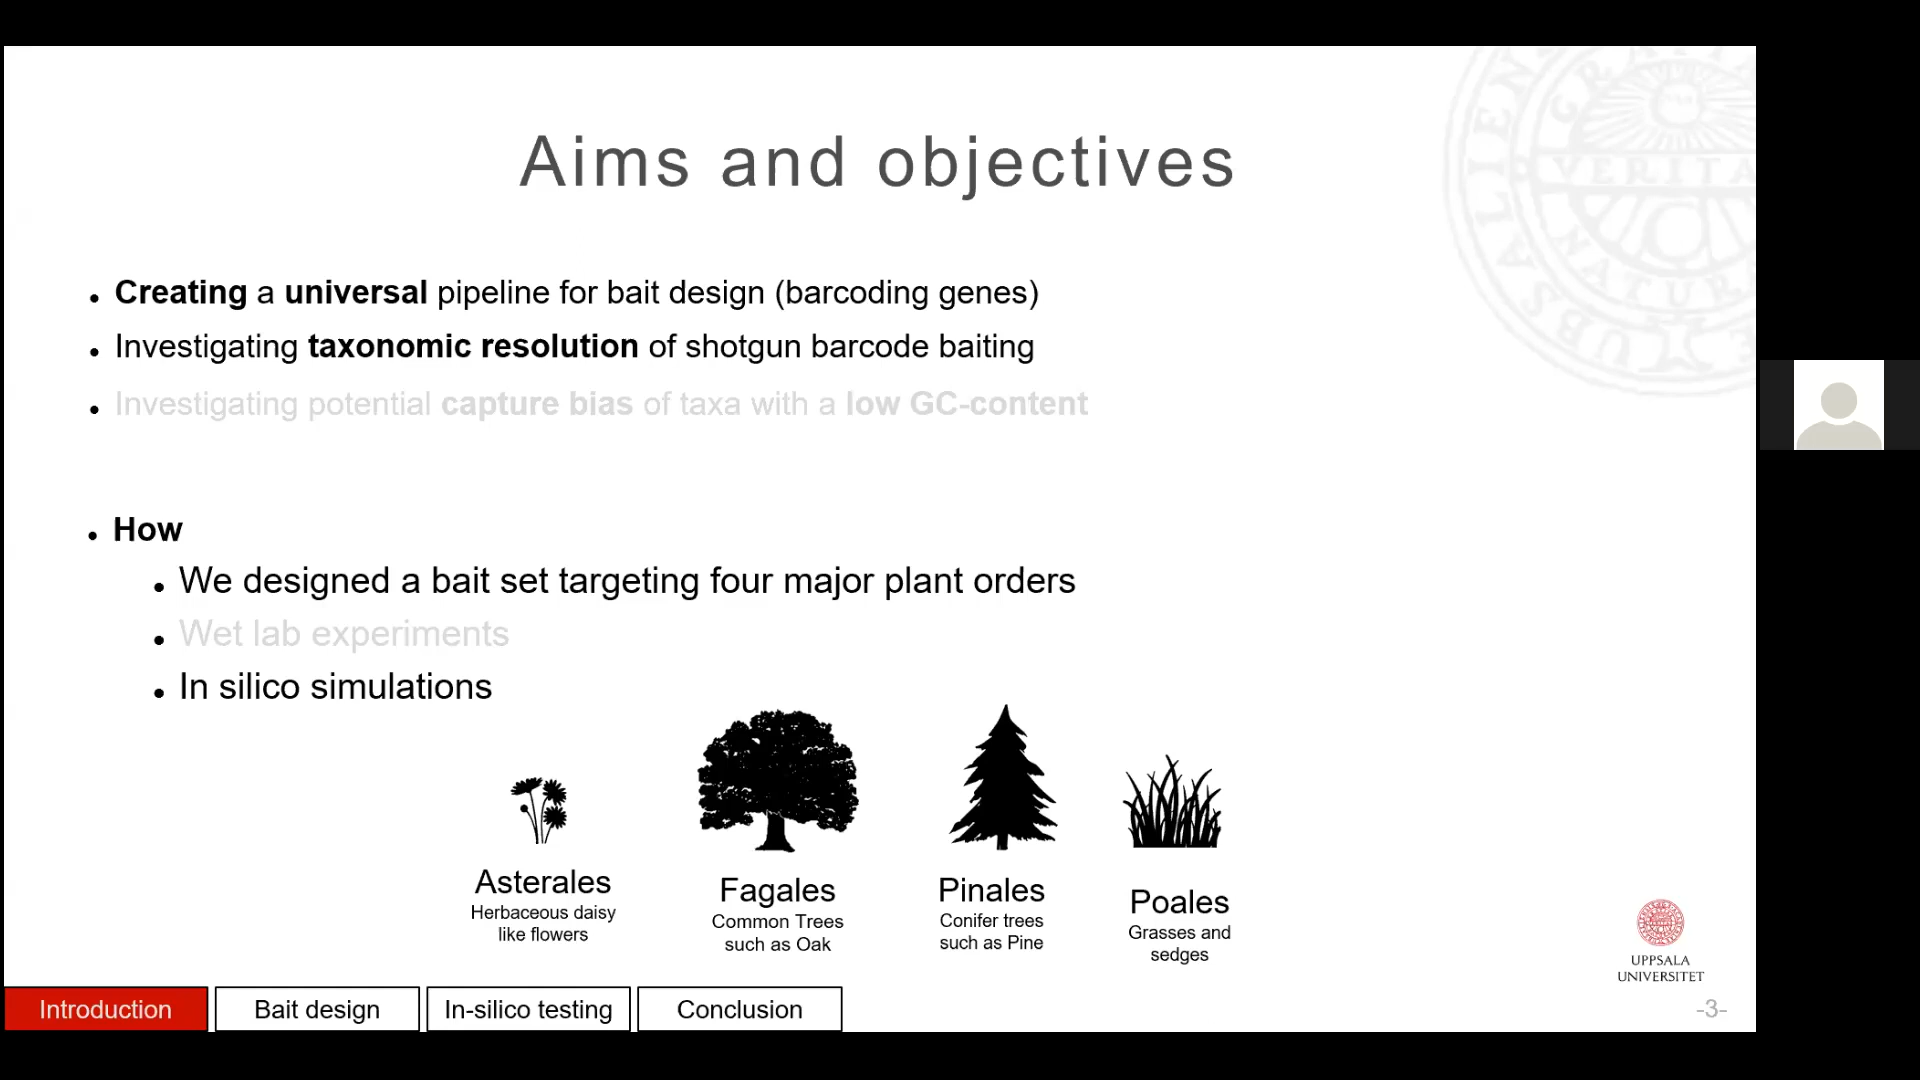 Aims and objectives
Creating a universal pipeline for bait design (barcoding genes)
Investigating taxonomic resolution of shotgun barcode baiting
Investigating potential capture bias of taxa with a low GC-content
How
We designed a bait set targeting four major plant orders
Wet lab experiments
In silico simulations
Asterales
Herbaceous daisy
like flowers
Fagales
Common Trees
such as Oak
Pinales
Conifer trees
such as Pine
Poales
Grasses and
sedges
UPPSALA
UNIVERSITET
Introduction
Bait design
In-silico testing
Conclusion
-3-